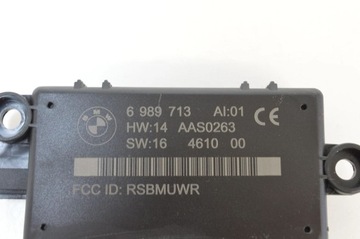 6 989 713 AI:01
HW:14 AAS0263
SW:16 4610 00
FCC ID: RSBMUWR